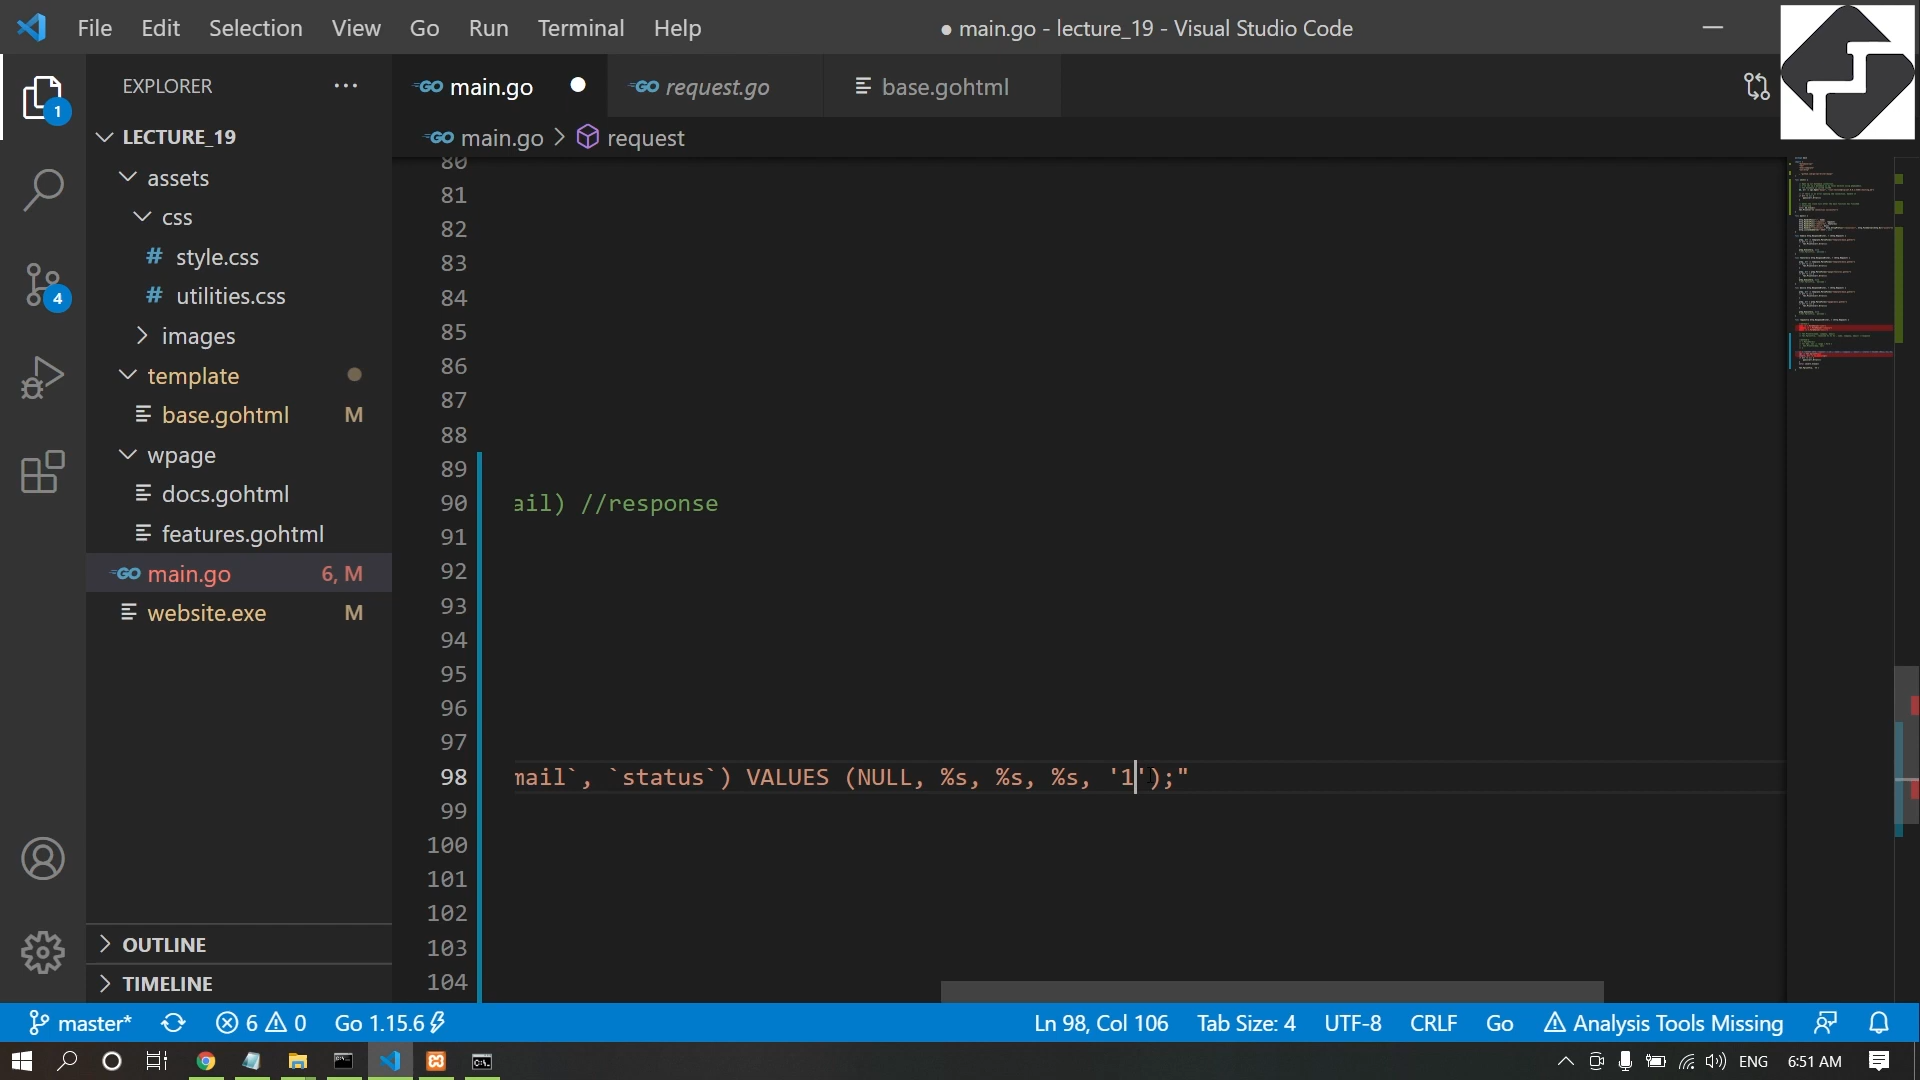 File Edit Selection View Go Run Terminal Help
● main.go - lecture_19 - Visual Studio Code
EXPLORER
main.go
request.go
base.gohtml
main.go > request
LECTURE_19
assets
css
# style.css
# utilities.css
images
template
base.gohtml M
wpage
docs.gohtml
features.gohtml
main.go 6, M
website.exe M
OUTLINE
TIMELINE
1
4
80
81
82
83
84
85
86
87
88
89
90 ail) //response
91
92
93
94
95
96
97
98 mail`, `status`) VALUES (NULL, %s, %s, %s, '1');"
99
100
101
102
103
104
master* 6 0 Go 1.15.6
Ln 98, Col 106 Tab Size: 4 UTF-8 CRLF Go Analysis Tools Missing
ENG 6:51 AM